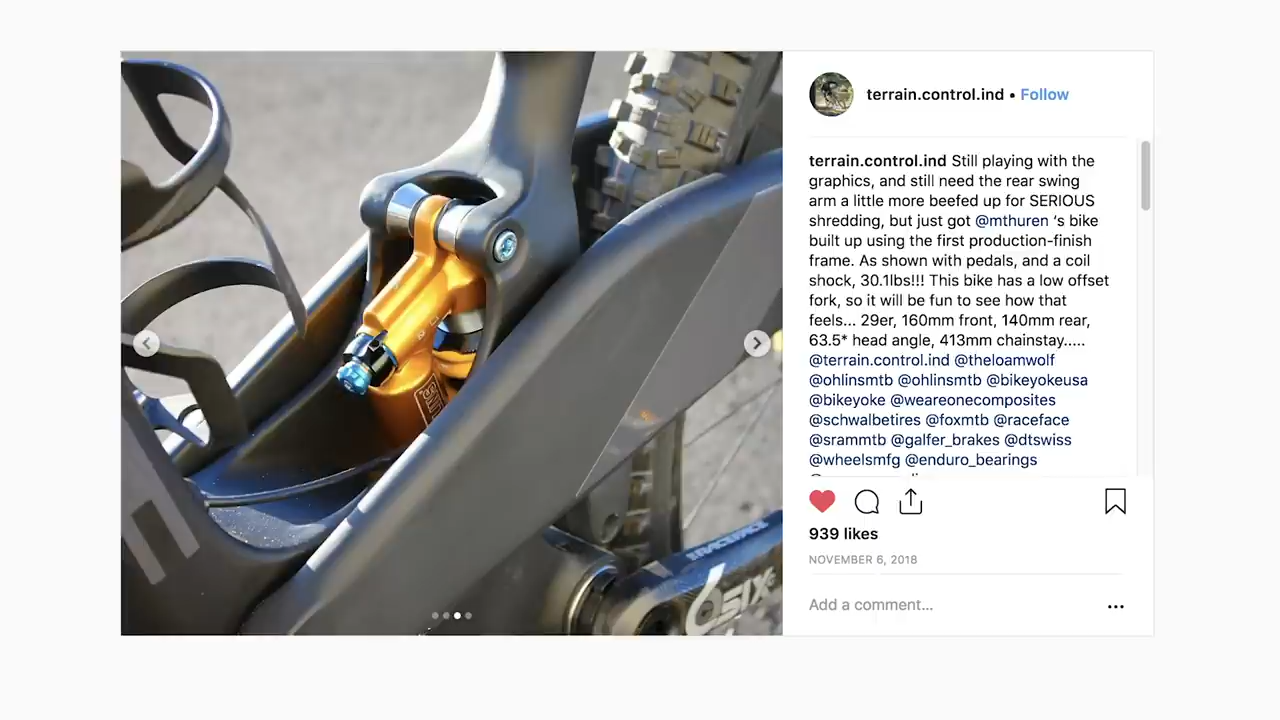 terrain.control.ind • Follow
terrain.control.ind Still playing with the
graphics, and still need the rear swing
arm a little more beefed up for SERIOUS
shredding, but just got @mthuren ‘s bike
built up using the first production-finish
frame. As shown with pedals, and a coil
shock, 30.1lbs!!! This bike has a low offset
fork, so it will be fun to see how that
feels... 29er, 160mm front, 140mm rear,
63.5* head angle, 413mm chainstay.....
@terrain.control.ind @theloamwolf
@ohlinsmtb @ohlinsmtb @bikeyokeusa
@bikeyoke @weareonecomposites
@schwalbetires @foxmtb @raceface
@srammtb @galfer_brakes @dtswiss
@wheelsmfg @enduro_bearings
939 likes
NOVEMBER 6, 2018
Add a comment...
RACEFACE
6SIX